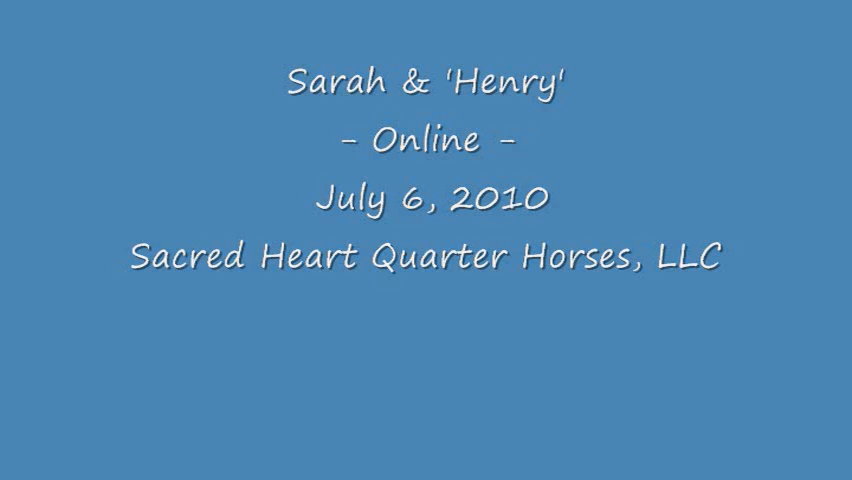 Sarah & 'Henry'
- Online -
July 6, 2010
Sacred Heart Quarter Horses, LLC